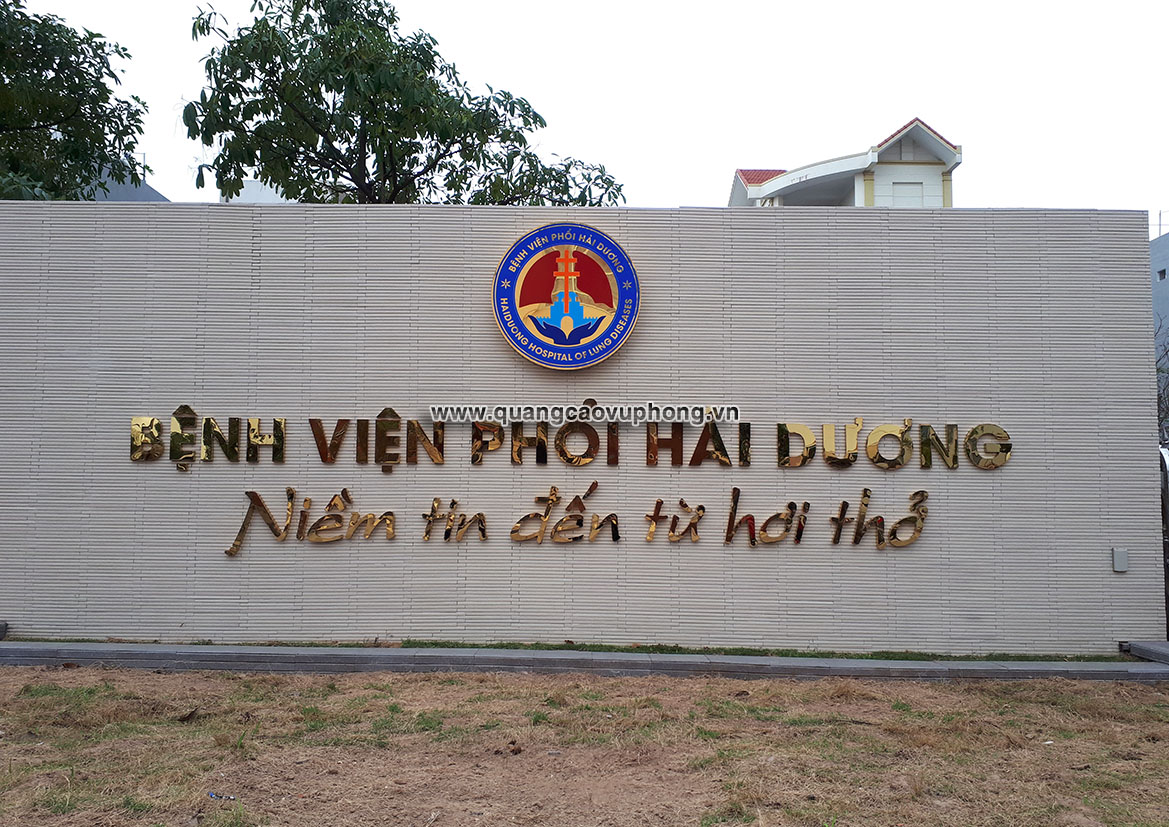 BỆNH VIỆN PHỔI HẢI DƯƠNG
HAIDUONG HOSPITAL OF LUNG DISEASES
www.quangcaovuphong.vn
BỆNH VIỆN PHỔI HẢI DƯƠNG
Niềm tin đến từ hơi thở